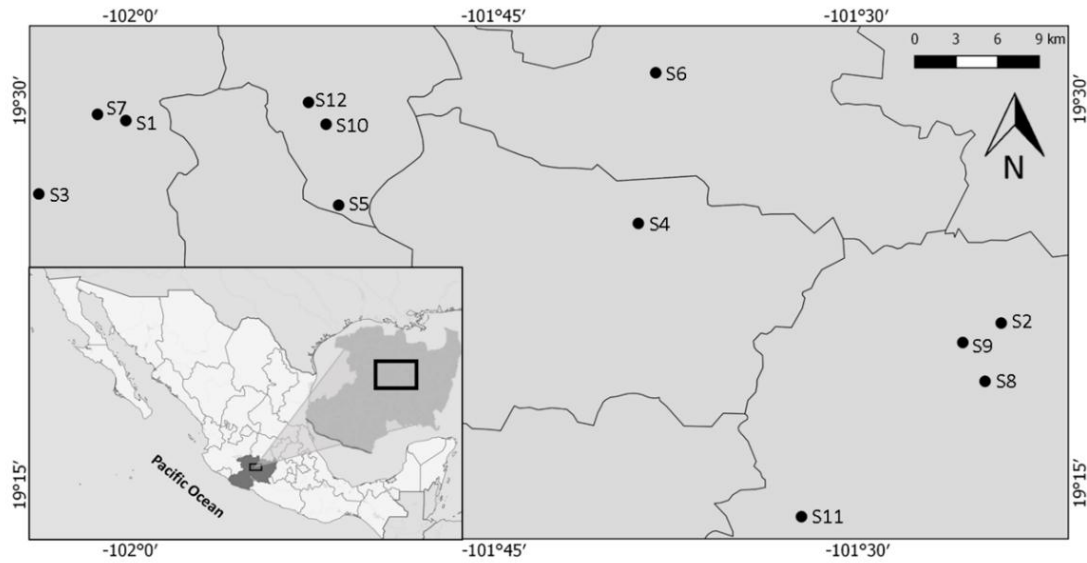 -102°0′ -101°45′ -101°30′
0 3 6 9 km
19°30′ 19°30′
S6
S12
S7
S1 S10
N
S3
S5
S4
S2
S9
S8
Pacific Ocean
19°15′ 19°15′
S11
-102°0′ -101°45′ -101°30′